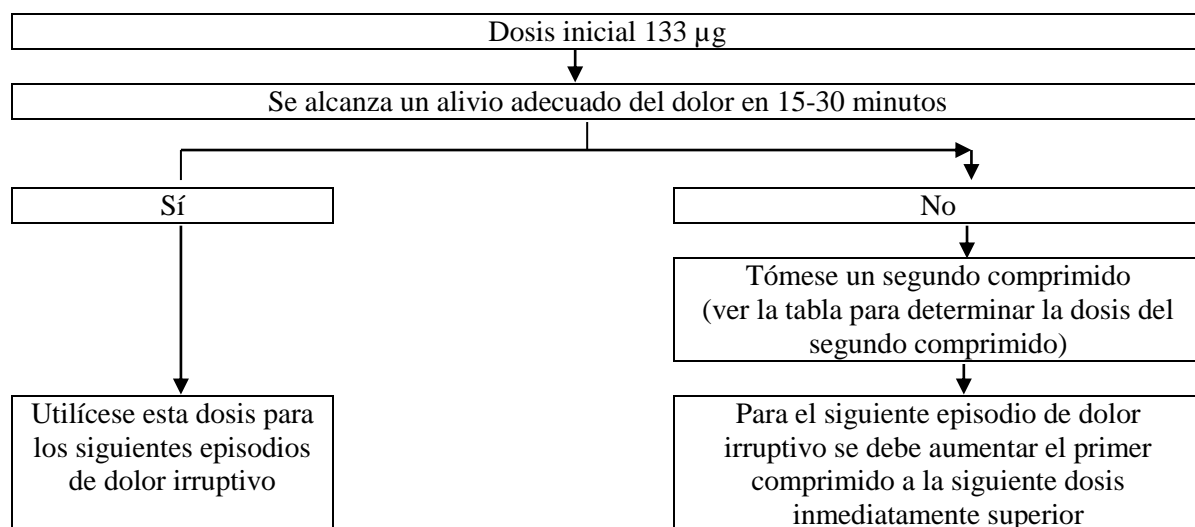 Dosis inicial 133 µg
Se alcanza un alivio adecuado del dolor en 15-30 minutos
Sí
No
Tómese un segundo comprimido
(ver la tabla para determinar la dosis del
segundo comprimido)
Utilícese esta dosis para
los siguientes episodios
de dolor irruptivo
Para el siguiente episodio de dolor
irruptivo se debe aumentar el primer
comprimido a la siguiente dosis
inmediatamente superior